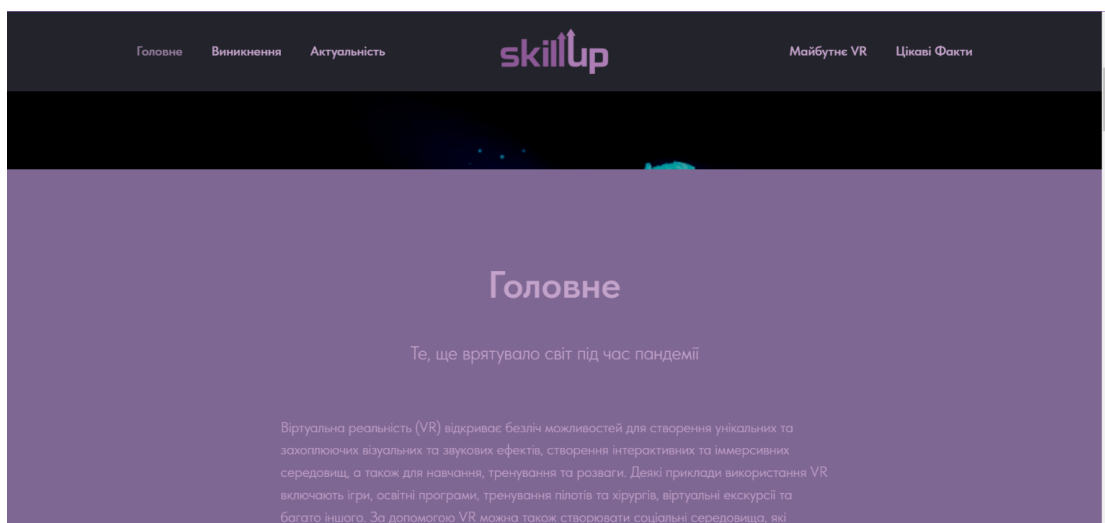 Головне
Виникнення
Актуальність
skillup
Майбутнє VR
Цікаві Факти
Головне
Те, ще врятувало світ під час пандемії
Віртуальна реальність (VR) відкриває безліч можливостей для створення унікальних та
захоплюючих візуальних та звукових ефектів, створення інтерактивних та іммерсивних
середовищ, а також для навчання, тренування та розваги. Деякі приклади використання VR
включають ігри, освітні програми, тренування пілотів та хірургів, віртуальні екскурсії та
багато іншого. За допомогою VR можна також створювати соціальні середовища, які